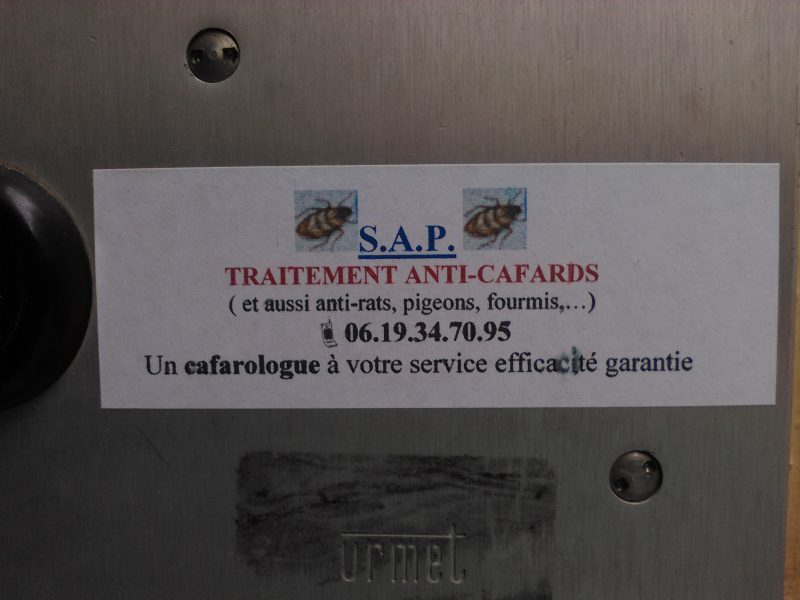 S.A.P.
TRAITEMENT ANTI-CAFARDS
( et aussi anti-rats, pigeons, fourmis,...)
06.19.34.70.95
Un cafarologue à votre service efficacité garantie
urmet